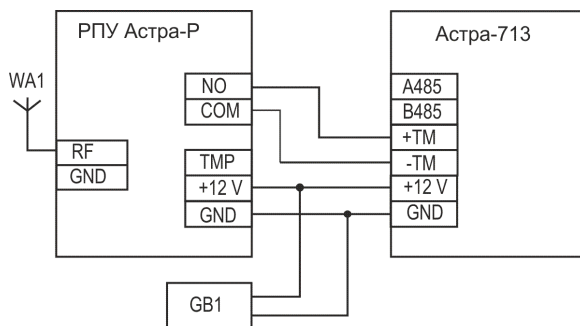 РПУ Астра-Р
Астра-713
WA1
NO
COM
RF
GND
TMP
+12 V
GND
A485
B485
+TM
-TM
+12 V
GND
GB1